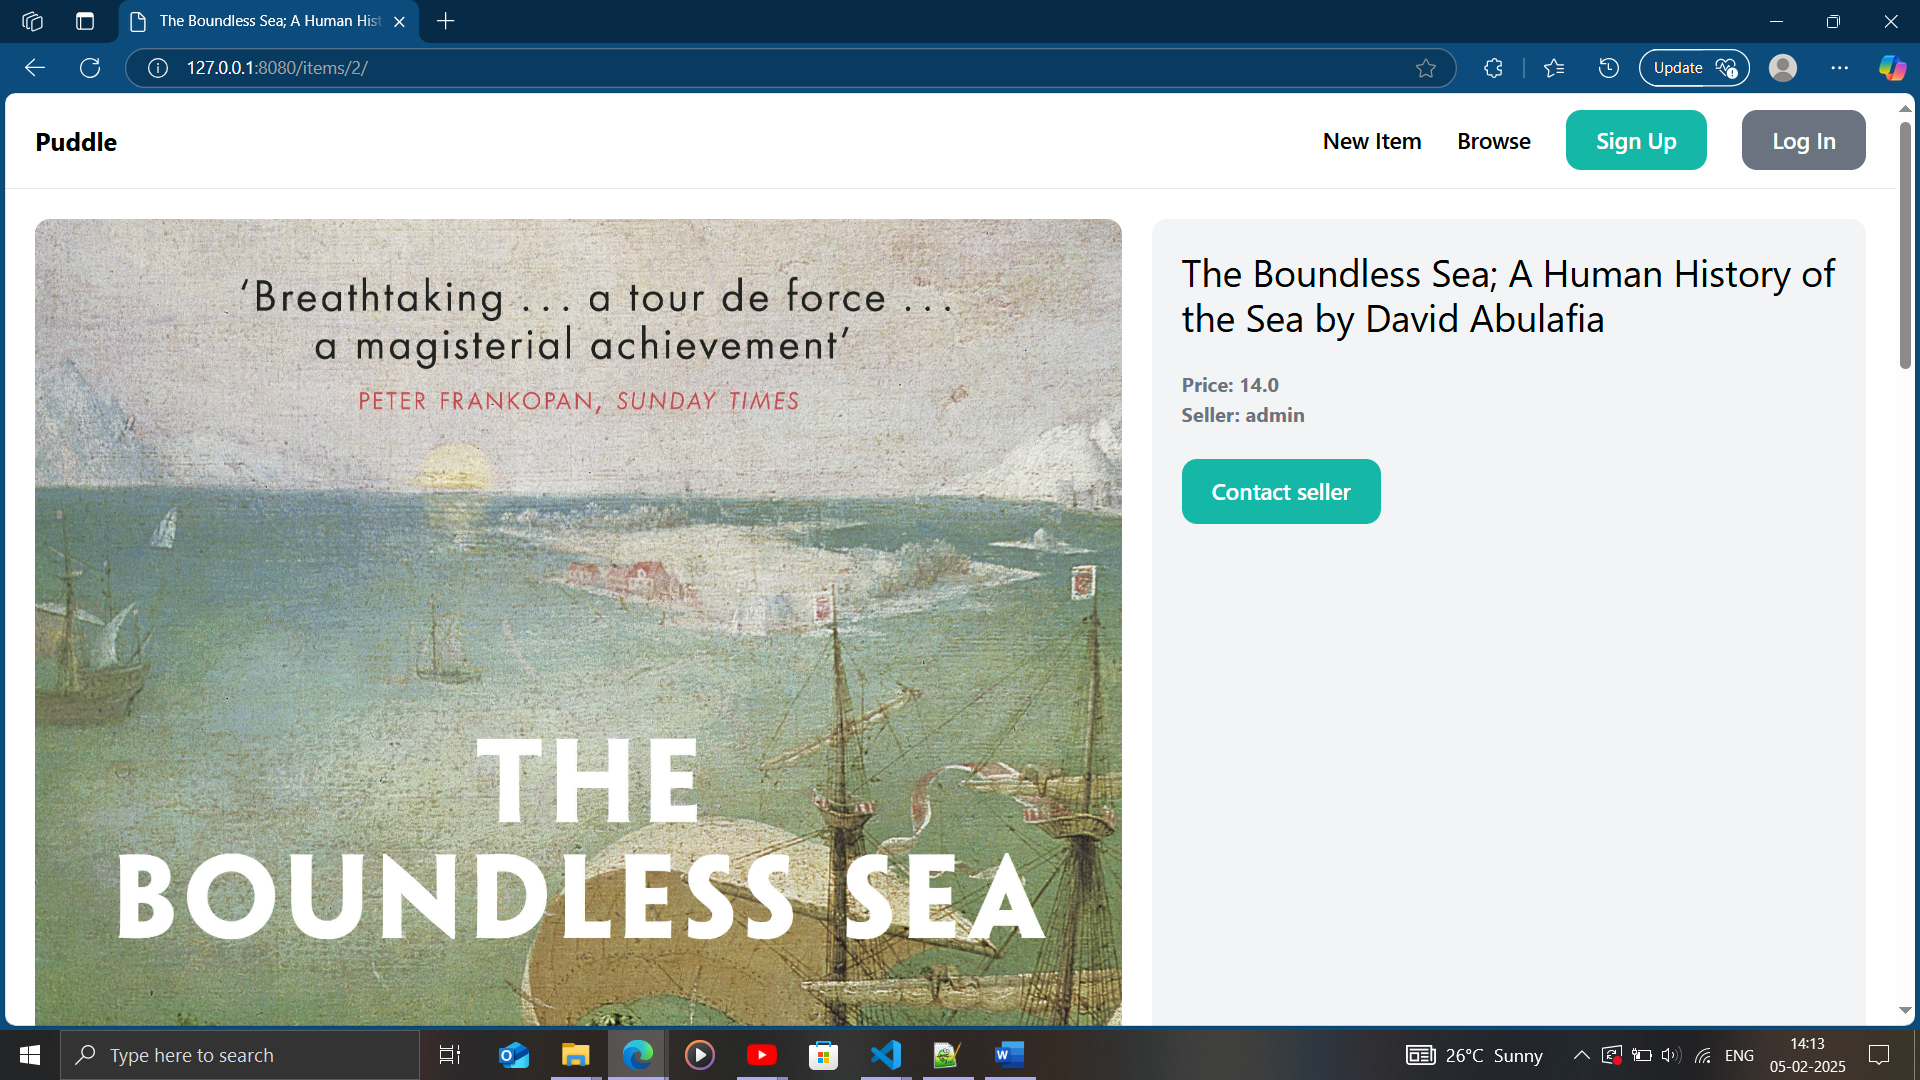 The Boundless Sea; A Human Hist
127.0.0.1:8080/items/2/
Update
Puddle
New Item
Browse
Sign Up
Log In
‘Breathtaking . . . a tour de force . . .
a magisterial achievement’
PETER FRANKOPAN, SUNDAY TIMES
THE
BOUNDLESS SEA
The Boundless Sea; A Human History of
the Sea by David Abulafia
Price: 14.0
Seller: admin
Contact seller
Type here to search
26°C Sunny
ENG
14:13
05-02-2025